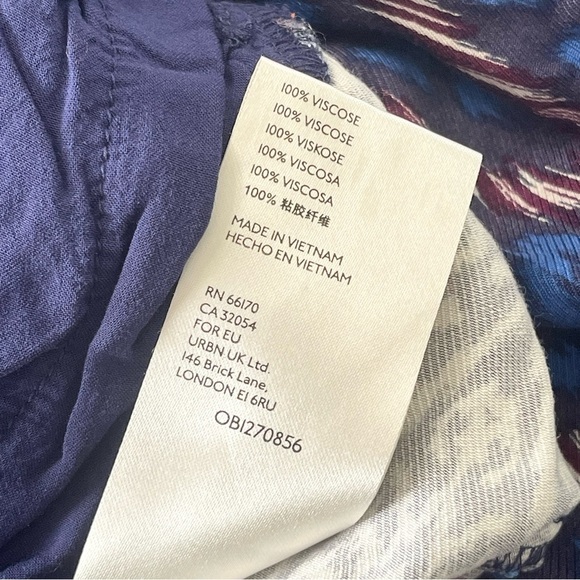 100% VISCOSE
100% VISCOSE
100% VISKOSE
100% VISCOSA
100% VISCOSA
100% 粘胶纤维
MADE IN VIETNAM
HECHO EN VIETNAM
RN 66170
CA 32054
FOR EU
URBN UK Ltd.
146 Brick Lane,
LONDON E1 6RU
OB1270856